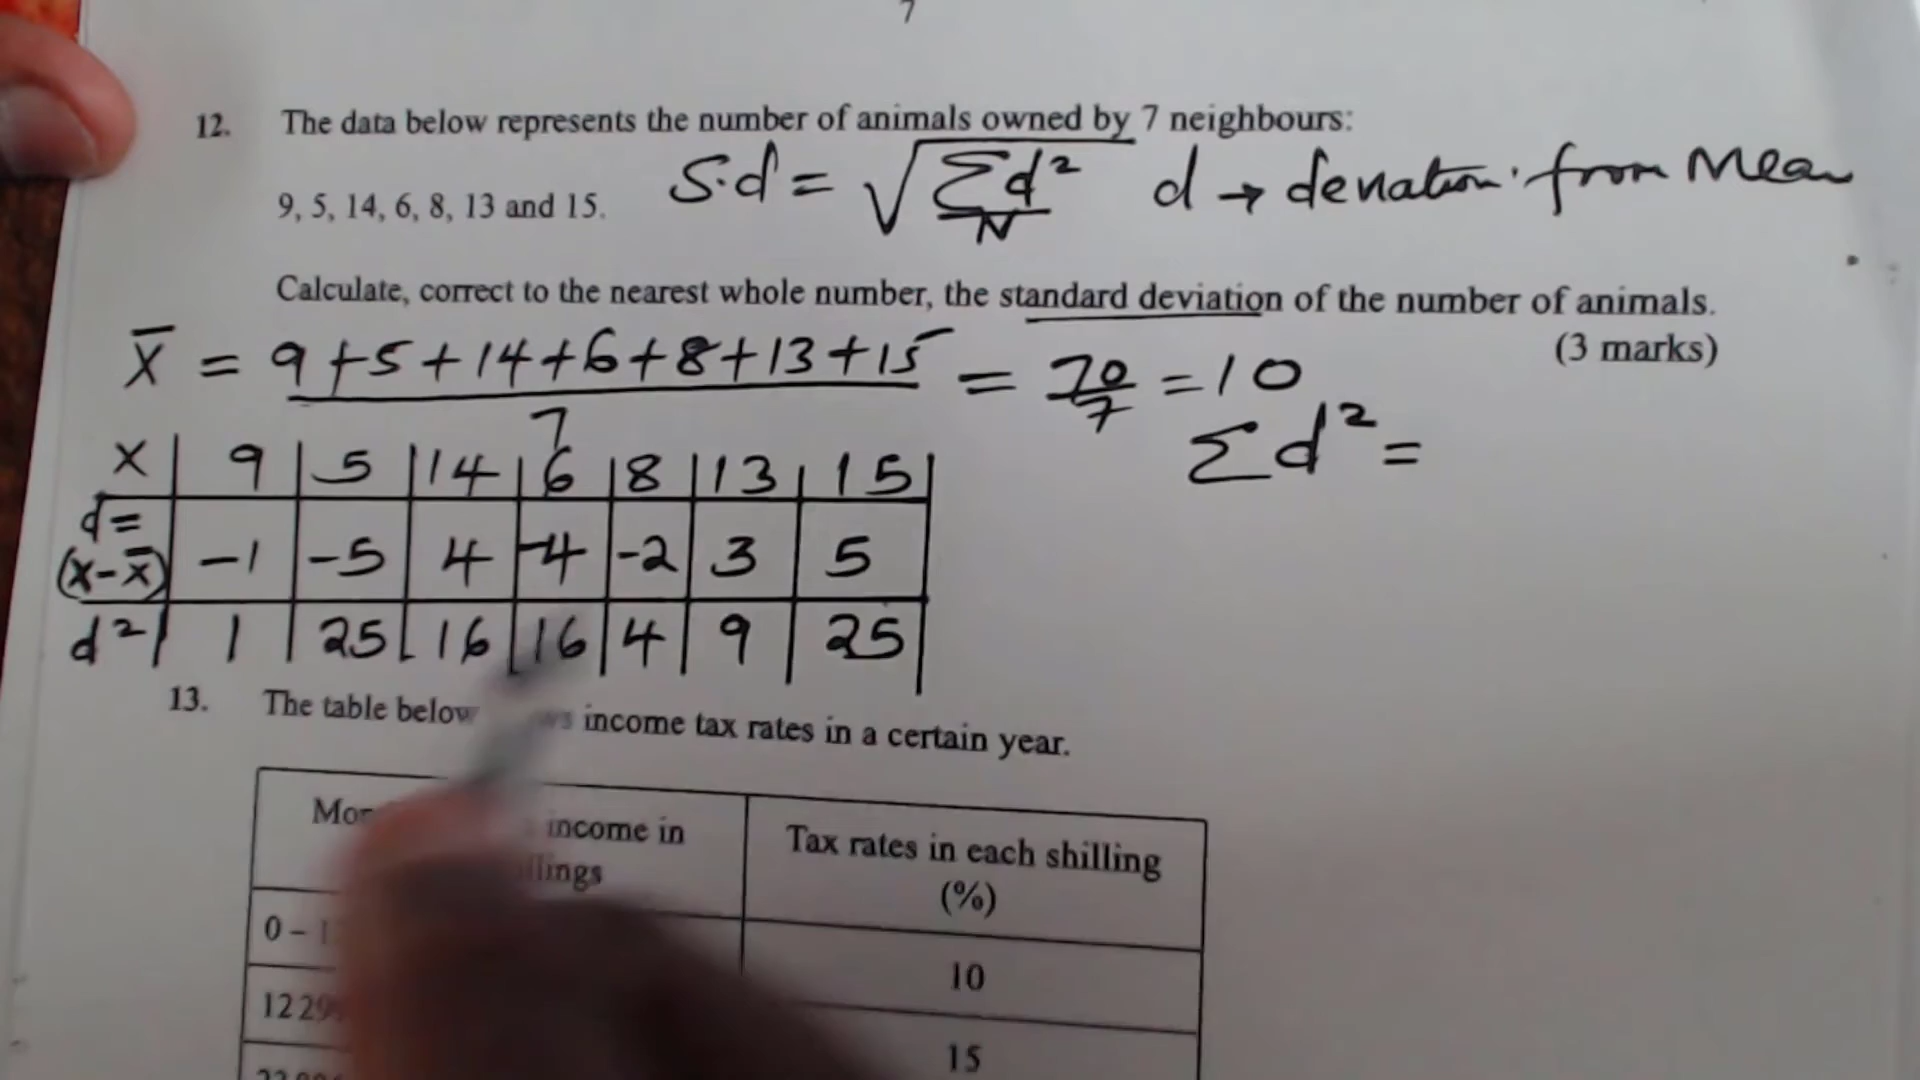 7
12. The data below represents the number of animals owned by 7 neighbours:
S.d = √Σd²/N d → deviation from Mean
9, 5, 14, 6, 8, 13 and 15.
Calculate, correct to the nearest whole number, the standard deviation of the number of animals.
(3 marks)
x̄ = 9+5+14+6+8+13+15 / 7 = 70/7 = 10
Σd² =
x | 9 | 5 | 14 | 6 | 8 | 13 | 15
d = (x-x̄) | -1 | -5 | 4 | -4 | -2 | 3 | 5
d² | 1 | 25 | 16 | 16 | 4 | 9 | 25
13. The table below income tax rates in a certain year.
income in
Tax rates in each shilling
(%)
0 –
10
15